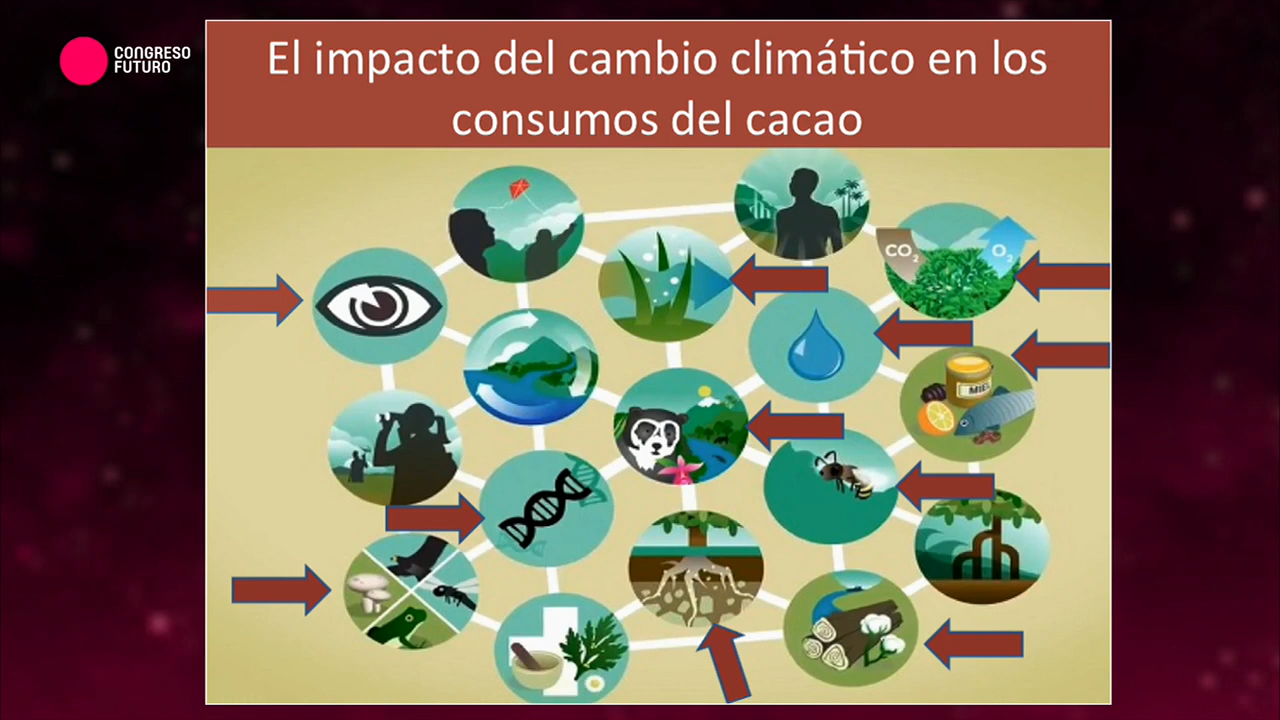 CONGRESO
FUTURO
El impacto del cambio climático en los
consumos del cacao
CO₂
O₂
MIEL